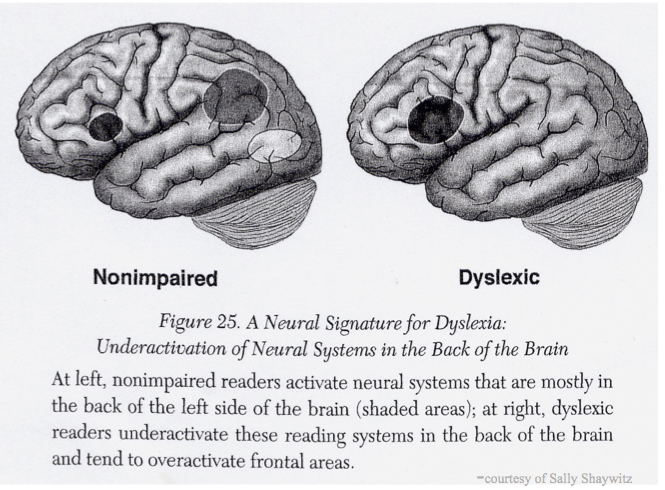 Nonimpaired
Dyslexic
Figure 25. A Neural Signature for Dyslexia:
Underactivation of Neural Systems in the Back of the Brain
At left, nonimpaired readers activate neural systems that are mostly in
the back of the left side of the brain (shaded areas); at right, dyslexic
readers underactivate these reading systems in the back of the brain
and tend to overactivate frontal areas.
-courtesy of Sally Shaywitz